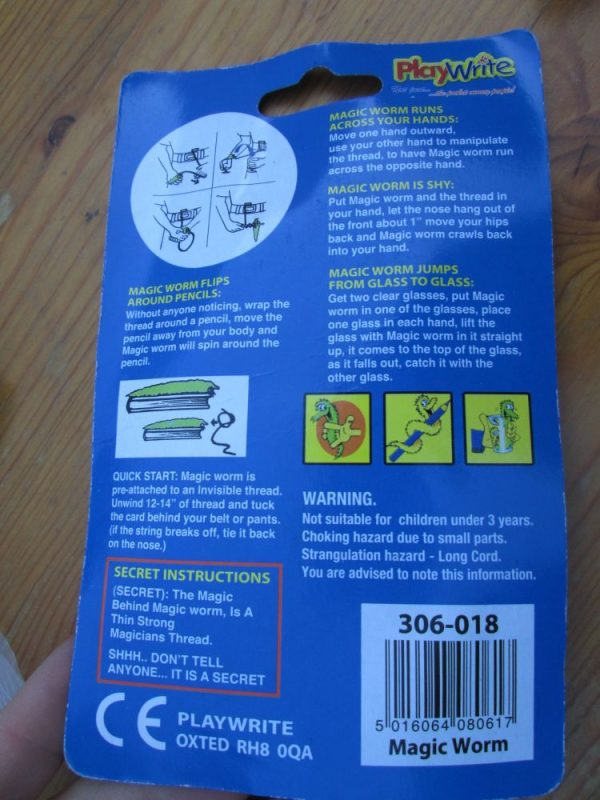 PlayWrite
MAGIC WORM RUNS
ACROSS YOUR HANDS:
Move one hand outward,
use your other hand to manipulate
the thread, to have Magic worm run
across the opposite hand.
MAGIC WORM IS SHY:
Put Magic worm and the thread in
your hand, let the nose hang out of
the front about 1" move your hips
back and Magic worm crawls back
into your hand.
MAGIC WORM JUMPS
FROM GLASS TO GLASS:
Get two clear glasses, put Magic
worm in one of the glasses, place
one glass in each hand, lift the
glass with Magic worm in it straight
up, it comes to the top of the glass,
as it falls out, catch it with the
other glass.
MAGIC WORM FLIPS
AROUND PENCILS:
Without anyone noticing, wrap the
thread around a pencil, move the
pencil away from your body and
Magic worm will spin around the
pencil.
QUICK START: Magic worm is
pre-attached to an Invisible thread.
Unwind 12-14" of thread and tuck
the card behind your belt or pants.
(if the string breaks off, tie it back
on the nose.)
SECRET INSTRUCTIONS
(SECRET): The Magic
Behind Magic worm, Is A
Thin Strong
Magicians Thread.
SHHH.. DON'T TELL
ANYONE... IT IS A SECRET
CE PLAYWRITE
OXTED RH8 0QA
WARNING.
Not suitable for children under 3 years.
Choking hazard due to small parts.
Strangulation hazard - Long Cord.
You are advised to note this information.
306-018
5 016064 080617
Magic Worm